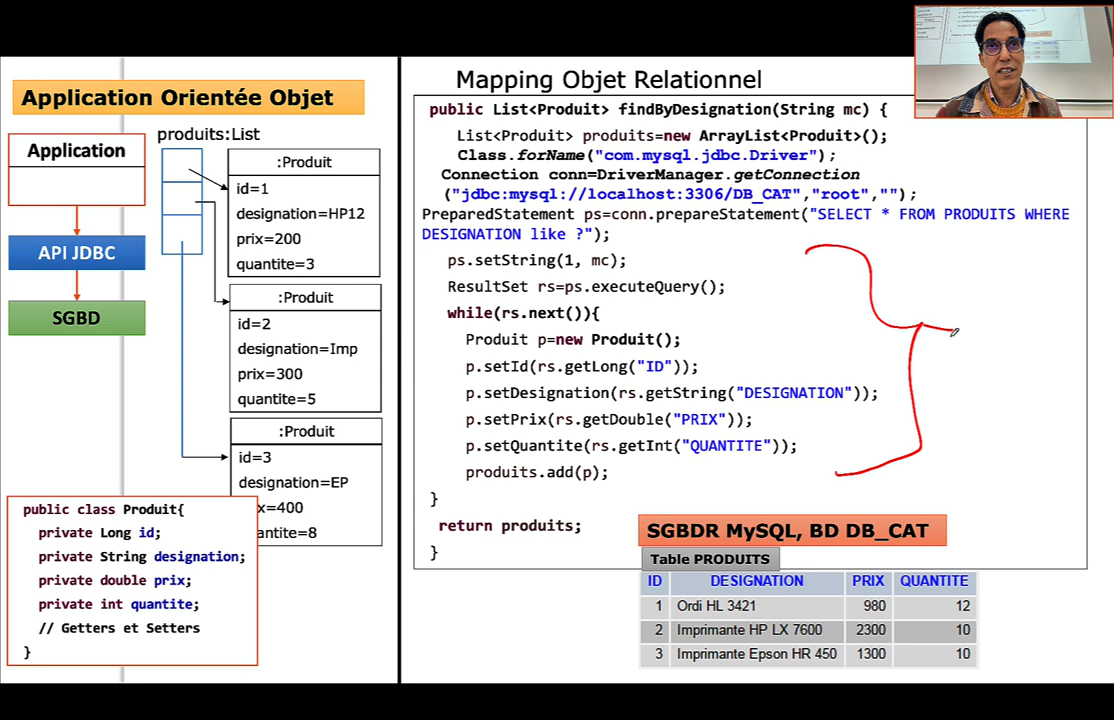 Application Orientée Objet
Application
API JDBC
SGBD
produits:List
:Produit
id=1
designation=HP12
prix=200
quantite=3
:Produit
id=2
designation=Imp
prix=300
quantite=5
:Produit
id=3
designation=EP
x=400
antite=8
public class Produit{
private Long id;
private String designation;
private double prix;
private int quantite;
// Getters et Setters
}
Mapping Objet Relationnel
public List<Produit> findByDesignation(String mc) {
List<Produit> produits=new ArrayList<Produit>();
Class.forName("com.mysql.jdbc.Driver");
Connection conn=DriverManager.getConnection
("jdbc:mysql://localhost:3306/DB_CAT","root","");
PreparedStatement ps=conn.prepareStatement("SELECT * FROM PRODUITS WHERE
DESIGNATION like ?");
ps.setString(1, mc);
ResultSet rs=ps.executeQuery();
while(rs.next()){
Produit p=new Produit();
p.setId(rs.getLong("ID"));
p.setDesignation(rs.getString("DESIGNATION"));
p.setPrix(rs.getDouble("PRIX"));
p.setQuantite(rs.getInt("QUANTITE"));
produits.add(p);
}
return produits;
}
SGBDR MySQL, BD DB_CAT
Table PRODUITS
ID DESIGNATION PRIX QUANTITE
1 Ordi HL 3421 980 12
2 Imprimante HP LX 7600 2300 10
3 Imprimante Epson HR 450 1300 10